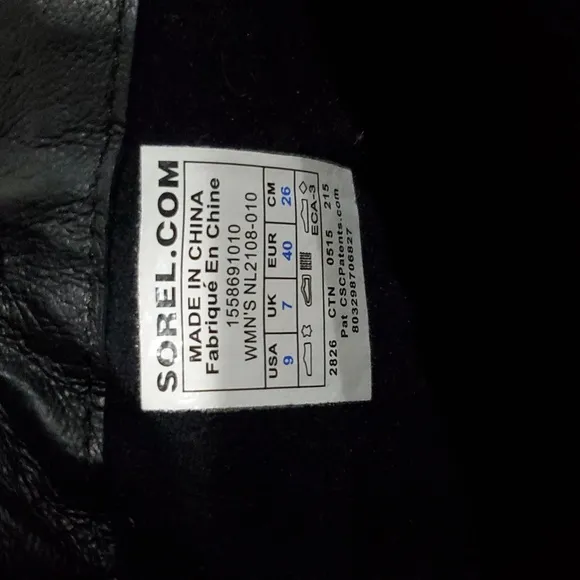 SOREL.COM
MADE IN CHINA
Fabriqué En Chine
1558691010
WMN'S NL2108-010
USA UK EUR CM
9 7 40 26
ECA-3
2826 CTN 0515 215
Pat CSCPatents.com
803298706827